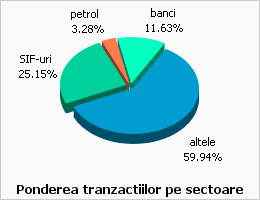 petrol
3.28%
banci
11.63%
SIF-uri
25.15%
altele
59.94%
Ponderea tranzactiilor pe sectoare